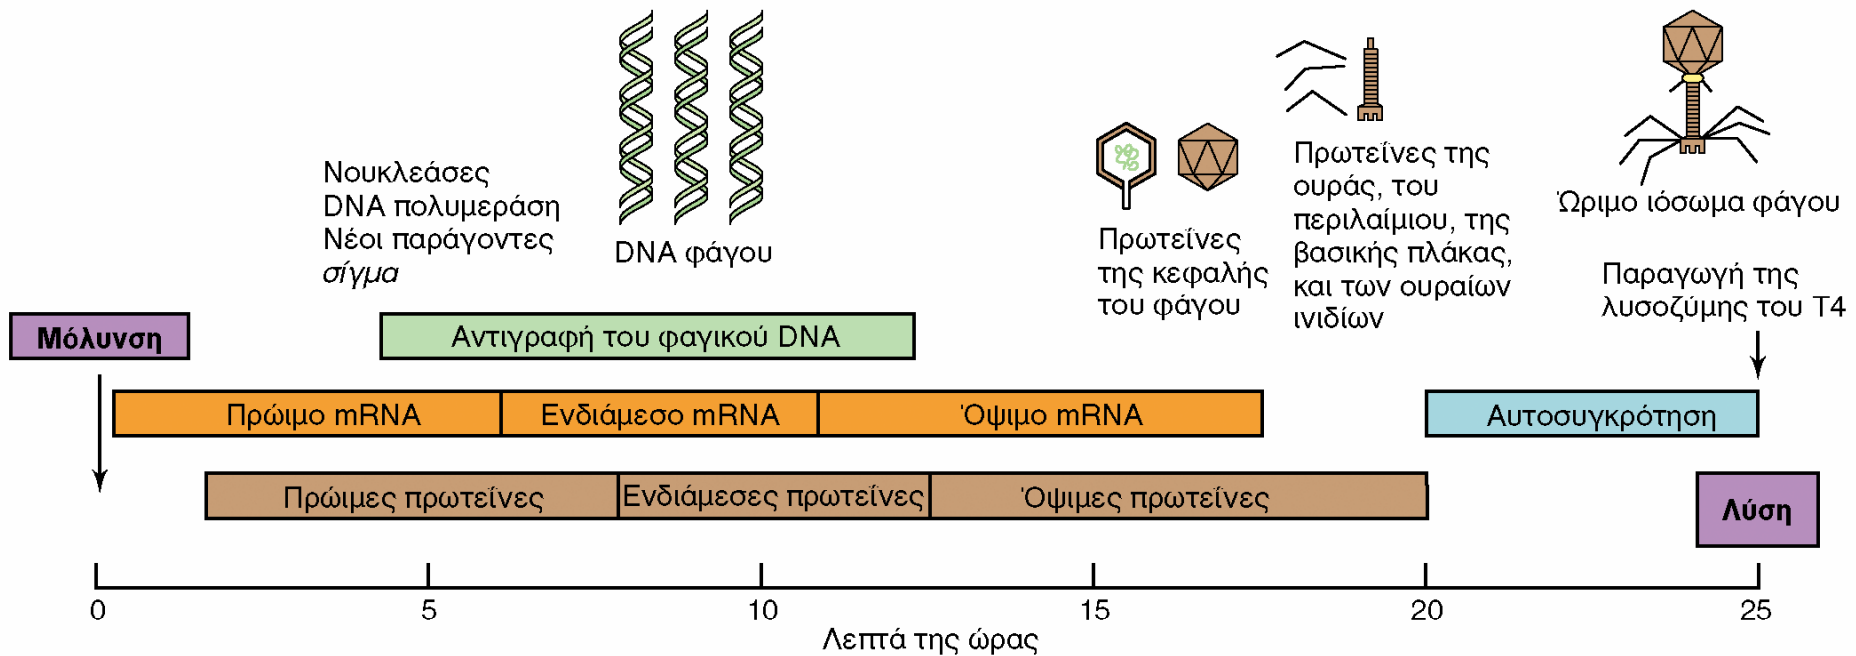 Νουκλεάσες
DNA πολυμεράση
Νέοι παράγοντες
σίγμα
DNA φάγου
Πρωτεΐνες
της κεφαλής
του φάγου
Πρωτεΐνες της
ουράς, του
περιλαίμιου, της
βασικής πλάκας,
και των ουραίων
ινιδίων
Ώριμο ιόσωμα φάγου
Παραγωγή της
λυσοζύμης του T4
Μόλυνση
Αντιγραφή του φαγικού DNA
Πρώιμο mRNA
Ενδιάμεσο mRNA
Όψιμο mRNA
Αυτοσυγκρότηση
Πρώιμες πρωτεΐνες
Ενδιάμεσες πρωτεΐνες
Όψιμες πρωτεΐνες
Λύση
0 5 10 15 20 25
Λεπτά της ώρας